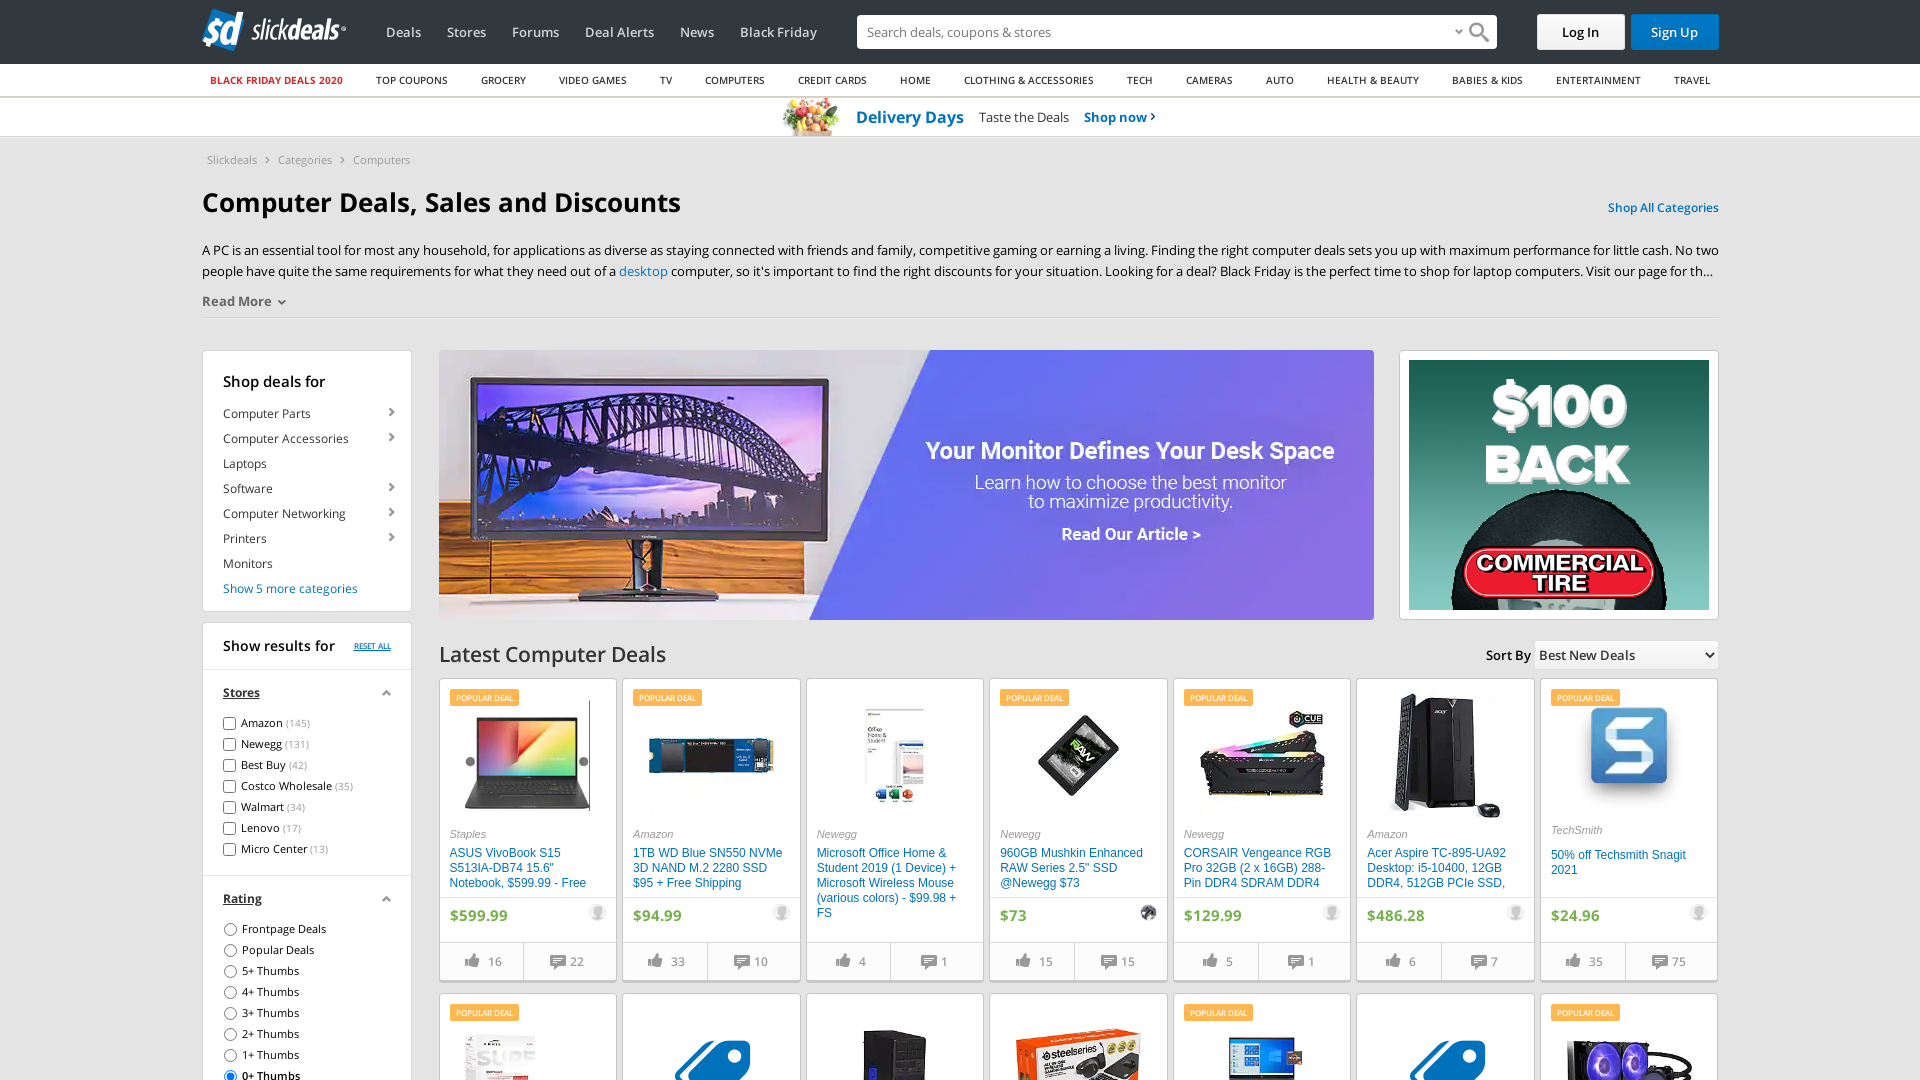 slickdeals
Deals
Stores
Forums
Deal Alerts
News
Black Friday
Search deals, coupons & stores
Log In
Sign Up
BLACK FRIDAY DEALS 2020
TOP COUPONS
GROCERY
VIDEO GAMES
TV
COMPUTERS
CREDIT CARDS
HOME
CLOTHING & ACCESSORIES
TECH
CAMERAS
AUTO
HEALTH & BEAUTY
BABIES & KIDS
ENTERTAINMENT
TRAVEL
Delivery Days Taste the Deals Shop now
Slickdeals > Categories > Computers
Computer Deals, Sales and Discounts
Shop All Categories
A PC is an essential tool for most any household, for applications as diverse as staying connected with friends and family, competitive gaming or earning a living. Finding the right computer deals sets you up with maximum performance for little cash. No two
people have quite the same requirements for what they need out of a desktop computer, so it's important to find the right discounts for your situation. Looking for a deal? Black Friday is the perfect time to shop for laptop computers. Visit our page for th...
Read More
Shop deals for
Computer Parts
Computer Accessories
Laptops
Software
Computer Networking
Printers
Monitors
Show 5 more categories
Your Monitor Defines Your Desk Space
Learn how to choose the best monitor
to maximize productivity.
Read Our Article >
$100
BACK
COMMERCIAL
TIRE
Show results for
RESET ALL
Stores
Amazon (145)
Newegg (131)
Best Buy (42)
Costco Wholesale (35)
Walmart (34)
Lenovo (17)
Micro Center (13)
Rating
Frontpage Deals
Popular Deals
5+ Thumbs
4+ Thumbs
3+ Thumbs
2+ Thumbs
1+ Thumbs
0+ Thumbs
Latest Computer Deals
Sort By Best New Deals
POPULAR DEAL
Staples
ASUS VivoBook S15
S513IA-DB74 15.6"
Notebook, $599.99 - Free
$599.99
16
22
POPULAR DEAL
Amazon
1TB WD Blue SN550 NVMe
3D NAND M.2 2280 SSD
$95 + Free Shipping
$94.99
33
10
Office
Home &
Student
Newegg
Microsoft Office Home &
Student 2019 (1 Device) +
Microsoft Wireless Mouse
(various colors) - $99.98 +
FS
4
1
POPULAR DEAL
RAW
Newegg
960GB Mushkin Enhanced
RAW Series 2.5" SSD
@Newegg $73
$73
15
15
POPULAR DEAL
CUE
Newegg
CORSAIR Vengeance RGB
Pro 32GB (2 x 16GB) 288-
Pin DDR4 SDRAM DDR4
$129.99
5
1
acer
Amazon
Acer Aspire TC-895-UA92
Desktop: i5-10400, 12GB
DDR4, 512GB PCIe SSD,
$486.28
6
7
POPULAR DEAL
S
TechSmith
50% off Techsmith Snagit
2021
$24.96
35
75
POPULAR DEAL
SURF
steelseries
POPULAR DEAL
POPULAR DEAL